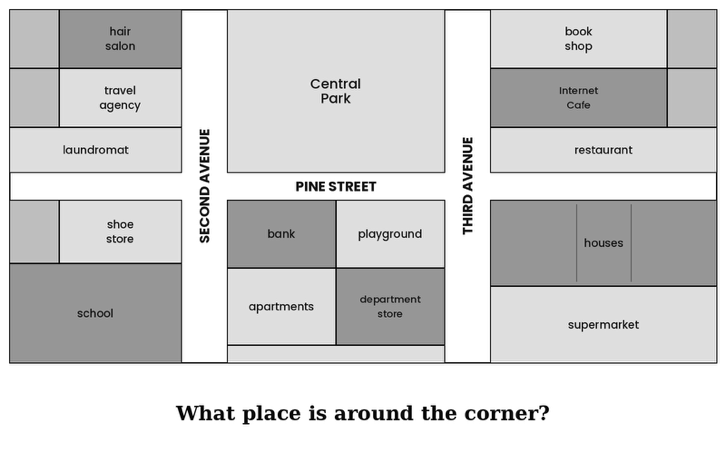 hair
salon
travel
agency
laundromat
SECOND AVENUE
Central
Park
THIRD AVENUE
book
shop
Internet
Cafe
restaurant
PINE STREET
shoe
store
school
bank
playground
apartments
department
store
houses
supermarket
What place is around the corner?